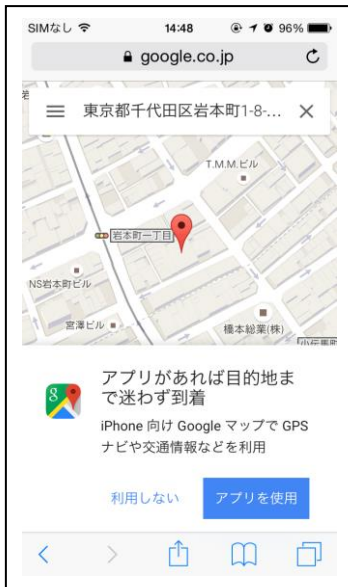 SIMなし 14:48 96%
google.co.jp
東京都千代田区岩本町1-8-...
T.M.M.ビル
岩本町一丁目
NS岩本町ビル
宮澤ビル
橋本総業(株)
小伝馬町
アプリがあれば目的地ま
で迷わず到着
8
iPhone 向け Google マップで GPS
ナビや交通情報などを利用
利用しない アプリを使用